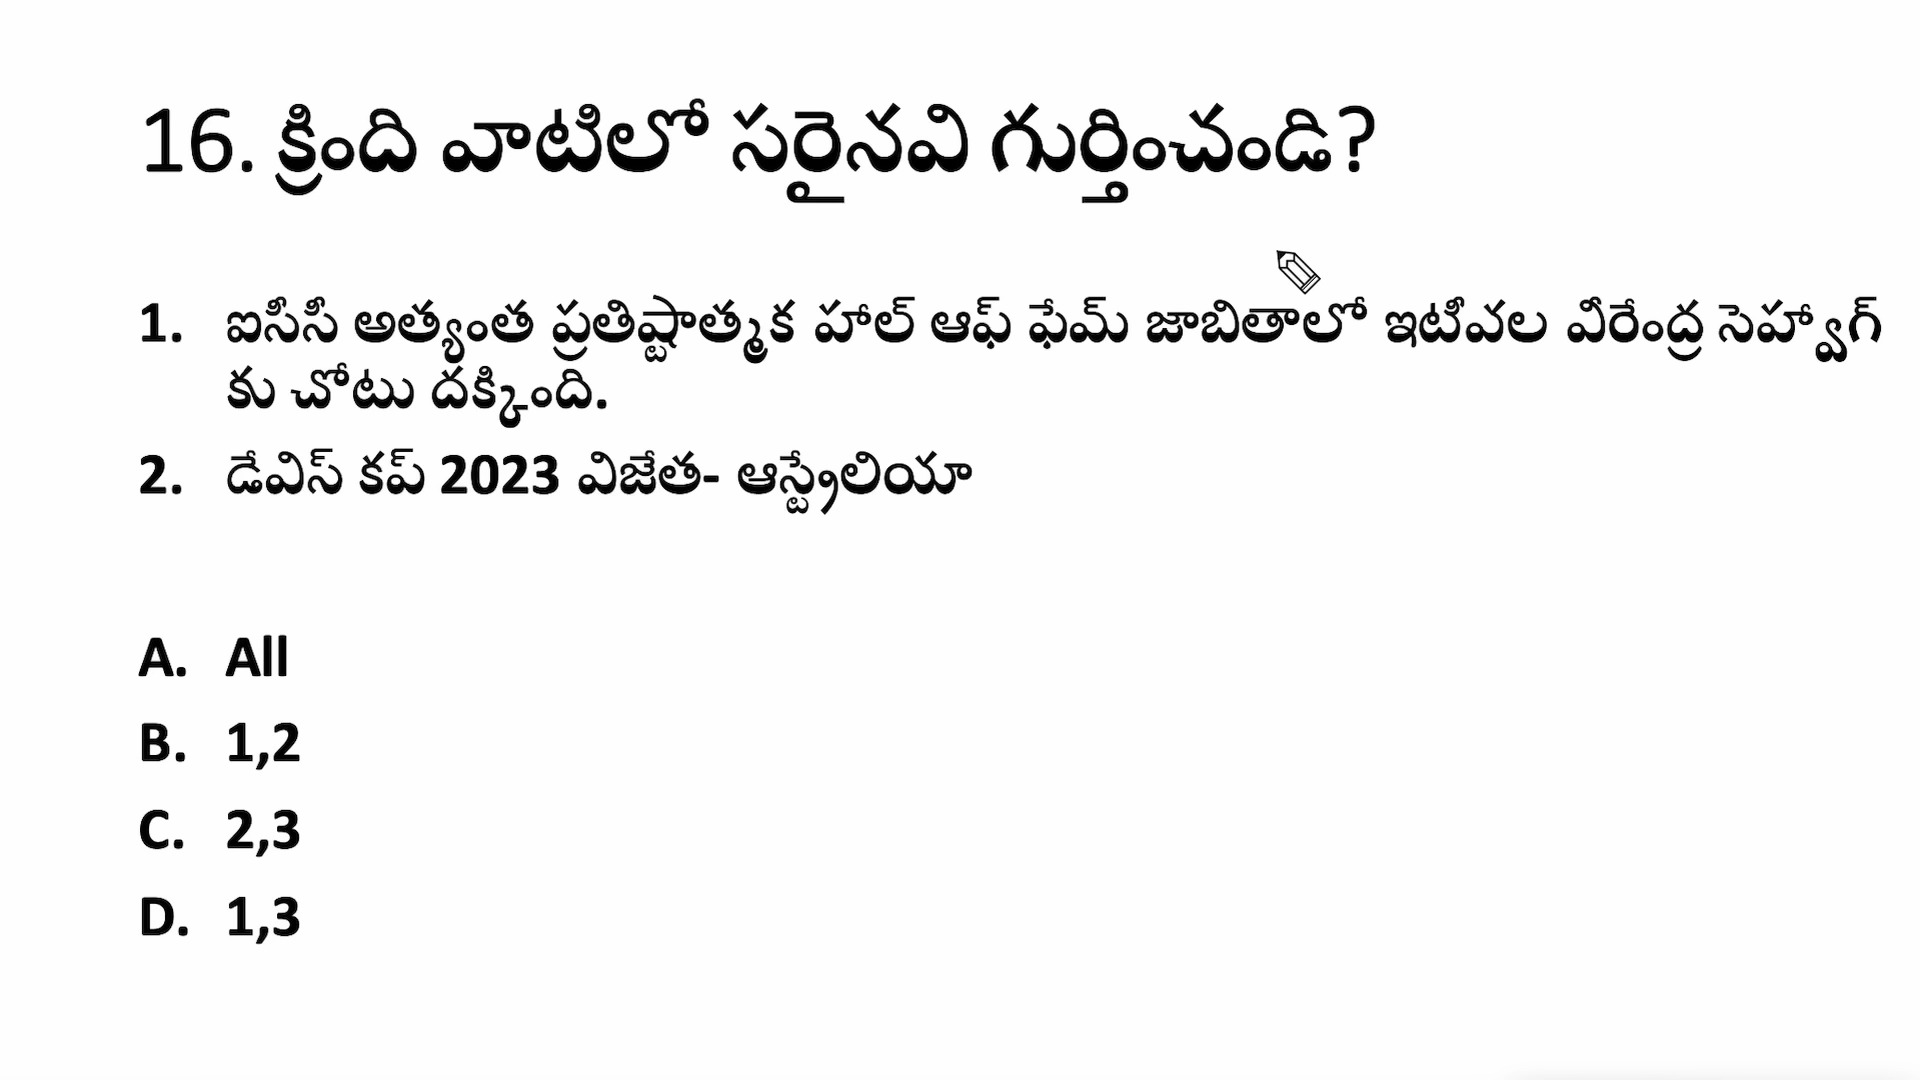 16. క్రింది వాటిలో సరైనవి గుర్తించండి?
1. ఐసీసీ అత్యంత ప్రతిష్టాత్మక హాల్ ఆఫ్ ఫేమ్ జాబితాలో ఇటీవల వీరేంద్ర సెహ్వాగ్
కు చోటు దక్కింది.
2. డేవిస్ కప్ 2023 విజేత- ఆస్ట్రేలియా
A. All
B. 1,2
C. 2,3
D. 1,3